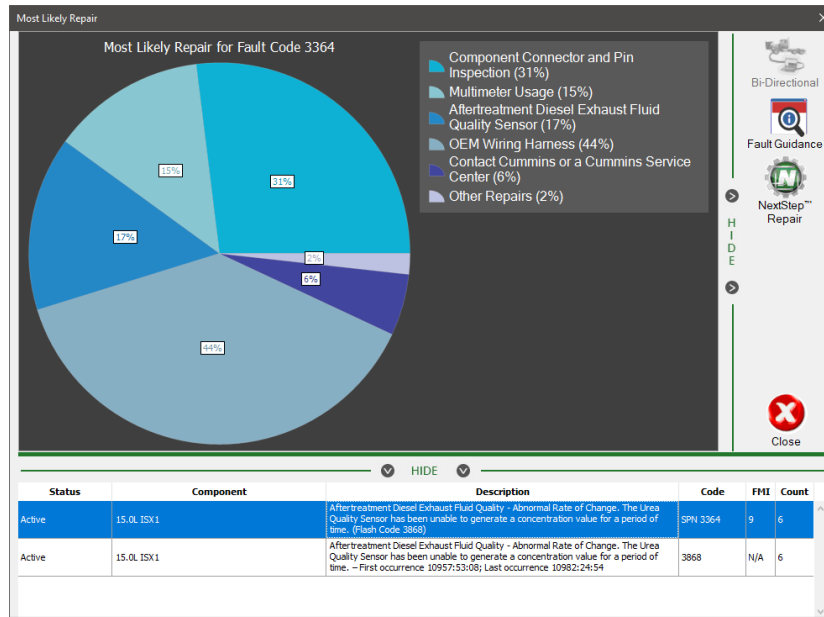 Most Likely Repair
Most Likely Repair for Fault Code 3364
31%
15%
17%
2%
6%
44%
Component Connector and Pin
Inspection (31%)
Multimeter Usage (15%)
Aftertreatment Diesel Exhaust Fluid
Quality Sensor (17%)
OEM Wiring Harness (44%)
Contact Cummins or a Cummins Service
Center (6%)
Other Repairs (2%)
HIDE
Bi-Directional
Fault Guidance
N
NextStep™
Repair
Close
HIDE
Status Component Description Code FMI Count
Active 15.0L ISX1 Aftertreatment Diesel Exhaust Fluid Quality - Abnormal Rate of Change. The Urea
Quality Sensor has been unable to generate a concentration value for a period of
time. (Flash Code 3868) SPN 3364 9 6
Active 15.0L ISX1 Aftertreatment Diesel Exhaust Fluid Quality - Abnormal Rate of Change. The Urea
Quality Sensor has been unable to generate a concentration value for a period of
time. – First occurrence 10957:53:08; Last occurrence 10982:24:54 3868 N/A 6